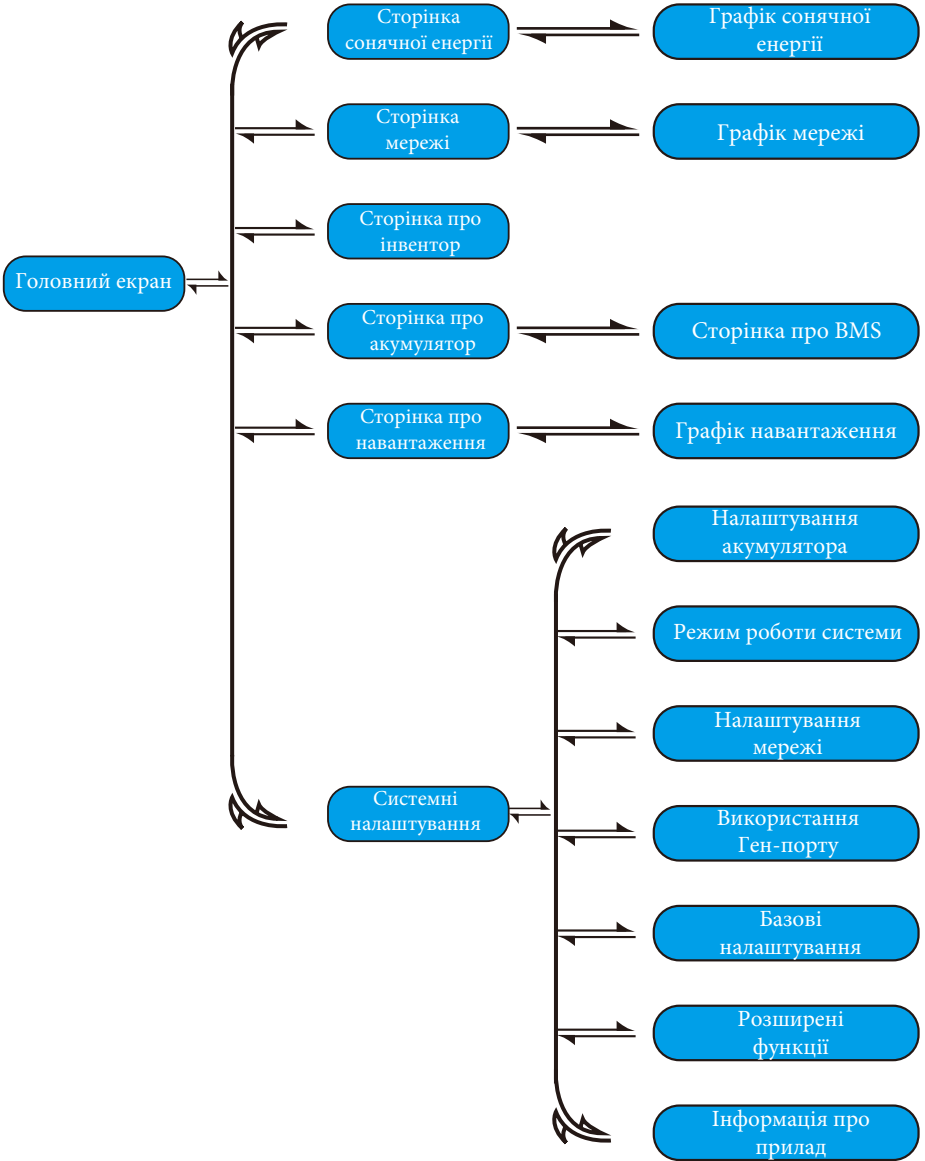 Сторінка
сонячної енергії
Графік сонячної
енергії
Сторінка
мережі
Графік мережі
Сторінка про
інвентор
Головний екран
Сторінка про
акумулятор
Сторінка про BMS
Сторінка про
навантаження
Графік навантаження
Налаштування
акумулятора
Режим роботи системи
Налаштування
мережі
Системні
налаштування
Використання
Ген-порту
Базові
налаштування
Розширені
функції
Інформація про
прилад